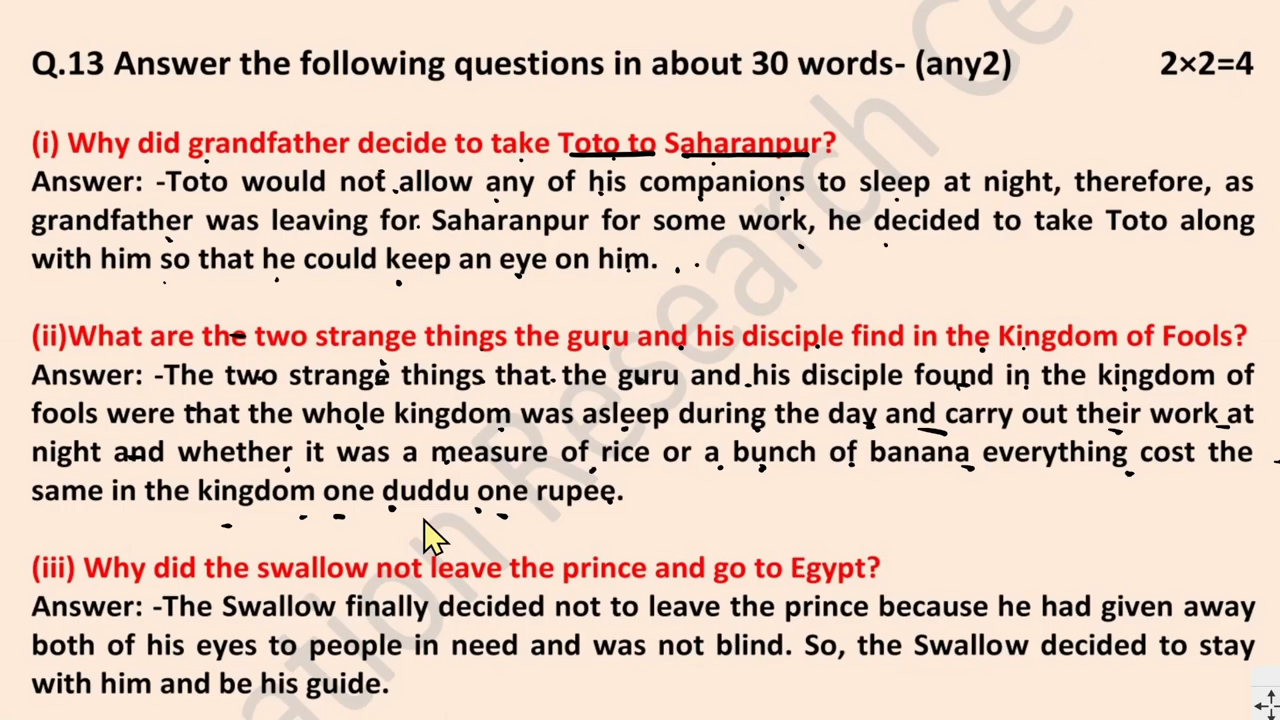 Q.13 Answer the following questions in about 30 words- (any2) 2×2=4
(i) Why did grandfather decide to take Toto to Saharanpur?
Answer: -Toto would not allow any of his companions to sleep at night, therefore, as
grandfather was leaving for Saharanpur for some work, he decided to take Toto along
with him so that he could keep an eye on him.
(ii)What are the two strange things the guru and his disciple find in the Kingdom of Fools?
Answer: -The two strange things that the guru and his disciple found in the kingdom of
fools were that the whole kingdom was asleep during the day and carry out their work at
night and whether it was a measure of rice or a bunch of banana everything cost the
same in the kingdom one duddu one rupee.
(iii) Why did the swallow not leave the prince and go to Egypt?
Answer: -The Swallow finally decided not to leave the prince because he had given away
both of his eyes to people in need and was not blind. So, the Swallow decided to stay
with him and be his guide.
ation Research Ce